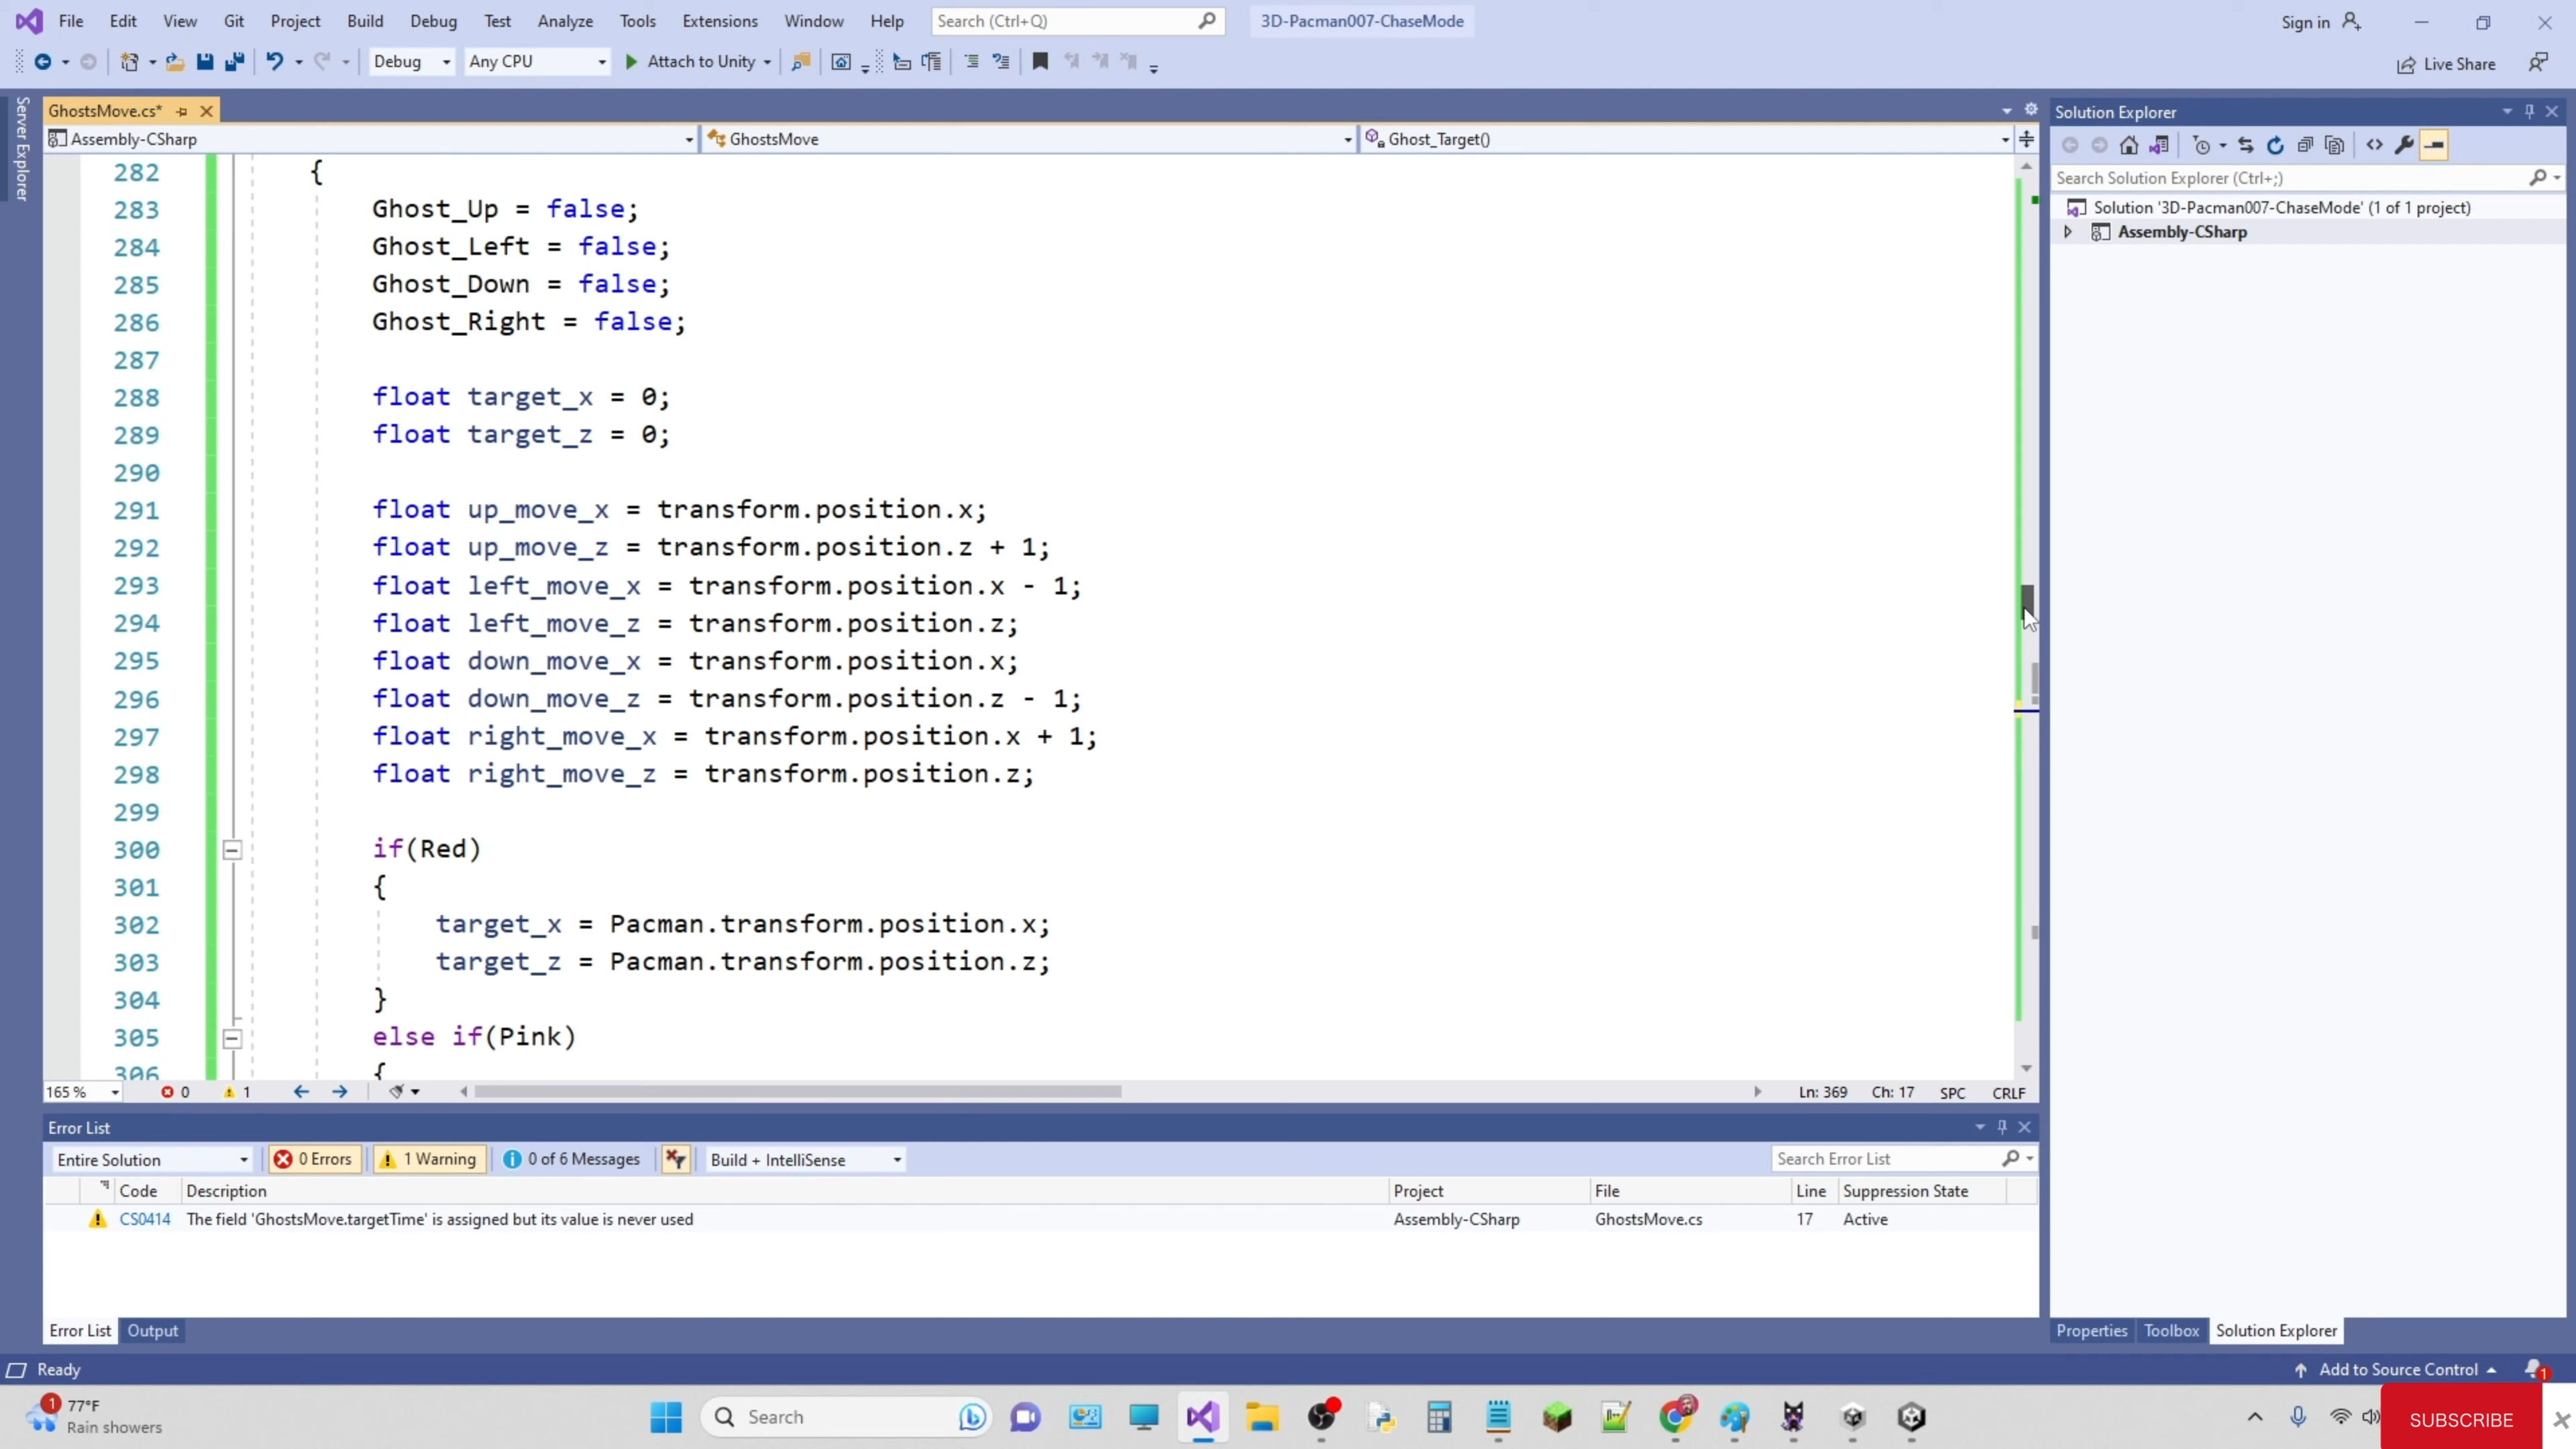 File Edit View Git Project Build Debug Test Analyze Tools Extensions Window Help Search (Ctrl+Q) 3D-Pacman007-ChaseMode Sign in
Debug Any CPU Attach to Unity Live Share
Server Explorer
GhostsMove.cs*
Assembly-CSharp GhostsMove Ghost_Target()
282 {
283 Ghost_Up = false;
284 Ghost_Left = false;
285 Ghost_Down = false;
286 Ghost_Right = false;
287
288 float target_x = 0;
289 float target_z = 0;
290
291 float up_move_x = transform.position.x;
292 float up_move_z = transform.position.z + 1;
293 float left_move_x = transform.position.x - 1;
294 float left_move_z = transform.position.z;
295 float down_move_x = transform.position.x;
296 float down_move_z = transform.position.z - 1;
297 float right_move_x = transform.position.x + 1;
298 float right_move_z = transform.position.z;
299
300 if(Red)
301 {
302 target_x = Pacman.transform.position.x;
303 target_z = Pacman.transform.position.z;
304 }
305 else if(Pink)
306 {
165 % 0 1 Ln: 369 Ch: 17 SPC CRLF
Solution Explorer
Search Solution Explorer (Ctrl+;)
Solution '3D-Pacman007-ChaseMode' (1 of 1 project)
Assembly-CSharp
Error List
Entire Solution 0 Errors 1 Warning 0 of 6 Messages Build + IntelliSense Search Error List
Code Description Project File Line Suppression State
CS0414 The field 'GhostsMove.targetTime' is assigned but its value is never used Assembly-CSharp GhostsMove.cs 17 Active
Error List Output
Properties Toolbox Solution Explorer
Ready Add to Source Control 1
1 77°F
Rain showers
Search
SUBSCRIBE